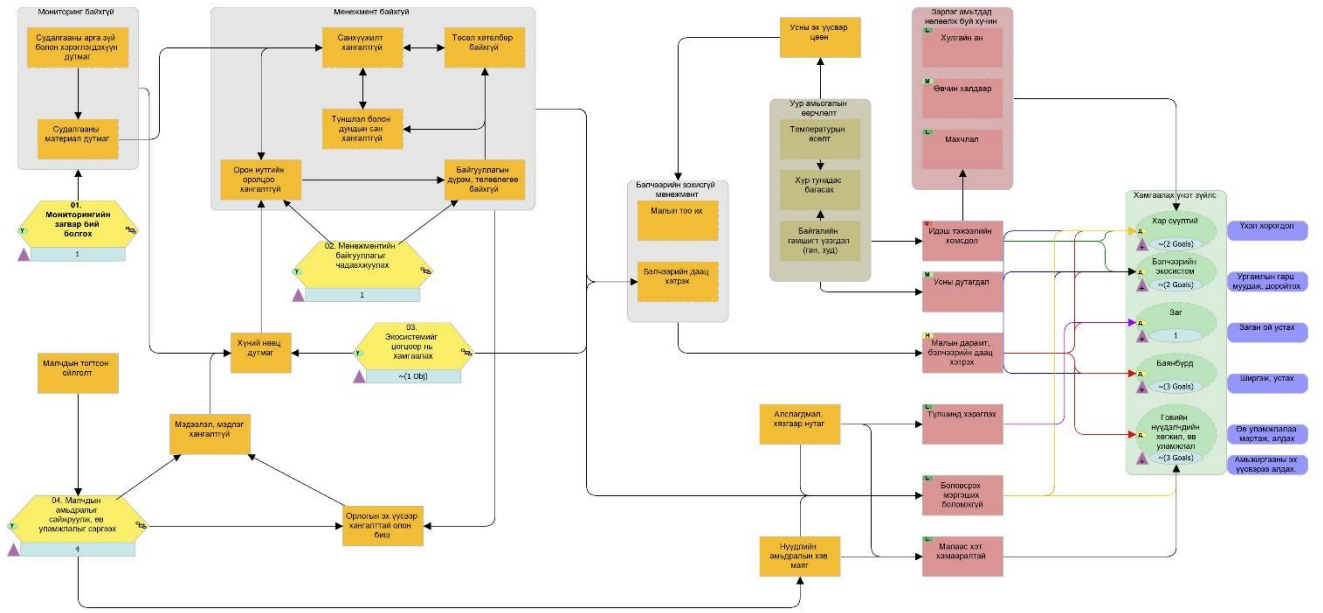 Мониторинг байхгүй
Судалгааны арга зүй
болон хэрэглэгдэхүүн
дутмаг
Судалгааны
материал дутмаг
01.
Мониторингийн
загвар бий
болгох
1
Менежмент байхгүй
Санхүүжилт
хангалтгүй
Төсөл хөтөлбөр
байхгүй
Түншлэл болон
дундын сан
хангалтгүй
Орон нутгийн
оролцоо
хангалтгүй
Байгууллагын
дүрэм, төлөвлөгөө
байхгүй
02. Менежментийн
байгууллагыг
чадавхжуулах
1
Хүний нөөц
дутмаг
03.
Экосистемийг
цогцоор нь
хамгаалах
~(1 Obj)
Малчдын тогтсон
ойлголт
Мэдээлэл, мэдлэг
хангалтгүй
04. Малчдын
амьдралыг
сайжруулж, өв
уламжлалыг сэргээх
4
Орлогын эх үүсвэр
хангалттай олон
биш
Бэлчээрийн зохисгүй
менежмент
Малын тоо их
Бэлчээрийн даац
хэтрэх
Усны эх үүсвэр
цөөн
Уур амьсгалын
өөрчлөлт
Температурын
өсөлт
Хур тунадас
багасах
Байгалийн
гамшигт үзэгдэл
(ган, зуд)
Алслагдмал,
хязгаар нутаг
Нүүдлийн
амьдралын хэв
маяг
Зэрлэг амьтдад
нөлөөлж буй хүчин
Хулгайн ан
Өвчин халдвар
Махчлал
Идэш тэжээлийн
хомсдол
Усны дутагдал
Малын дарамт,
бэлчээрийн даац
хэтрэх
Түлшинд хэрэглэх
Боловсрох
мэргэших
боломжгүй
Малаас хэт
хамааралтай
Хамгаалах үнэт зүйлс
Хар сүүлтий
~(2 Goals)
Бэлчээрийн
экосистем
~(2 Goals)
Заг
1
Баянбүрд
~(3 Goals)
Говийн
нүүдэлчдийн
хөгжил, өв
уламжлал
~(3 Goals)
Үхэл хорогдол
Ургамлын гарц
муудаж, доройтох
Заган ой устах
Ширгэж, устах
Өв уламжлалаа
мартаж, алдах
Амьжиргааны эх
үүсвэрээ алдах,